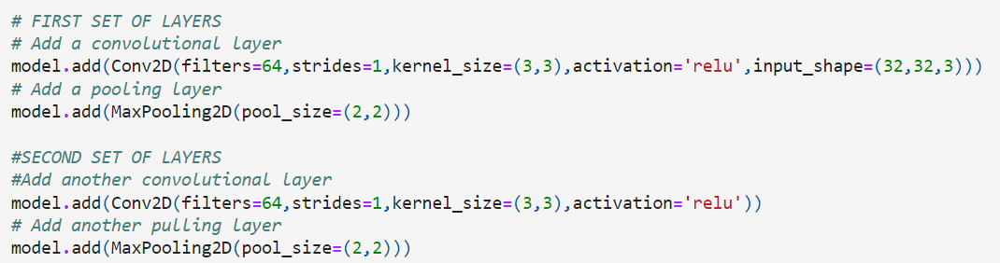 # FIRST SET OF LAYERS
# Add a convolutional layer
model.add(Conv2D(filters=64,strides=1,kernel_size=(3,3),activation='relu',input_shape=(32,32,3)))
# Add a pooling layer
model.add(MaxPooling2D(pool_size=(2,2)))
#SECOND SET OF LAYERS
#Add another convolutional layer
model.add(Conv2D(filters=64,strides=1,kernel_size=(3,3),activation='relu'))
# Add another pulling layer
model.add(MaxPooling2D(pool_size=(2,2)))